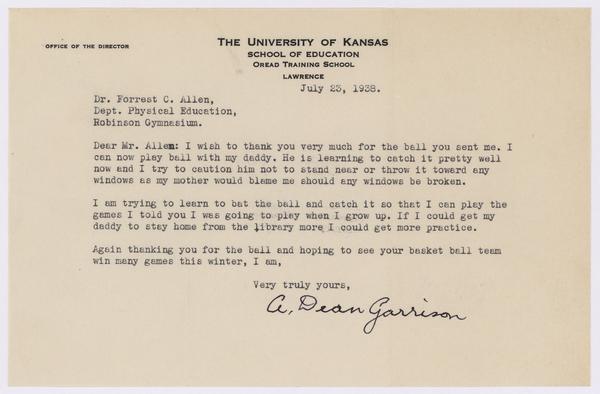 OFFICE OF THE DIRECTOR
THE UNIVERSITY OF KANSAS
SCHOOL OF EDUCATION
OREAD TRAINING SCHOOL
LAWRENCE
July 23, 1938.
Dr. Forrest C. Allen,
Dept. Physical Education,
Robinson Gymnasium.
Dear Mr. Allen: I wish to thank you very much for the ball you sent me. I
can now play ball with my daddy. He is learning to catch it pretty well
now and I try to caution him not to stand near or throw it toward any
windows as my mother would blame me should any windows be broken.
I am trying to learn to bat the ball and catch it so that I can play the
games I told you I was going to play when I grow up. If I could get my
daddy to stay home from the library more I could get more practice.
Again thanking you for the ball and hoping to see your basket ball team
win many games this winter, I am,
Very truly yours,
A. Dean Garrison